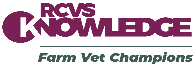 RCVS
KNOWLEDGE
Farm Vet Champions